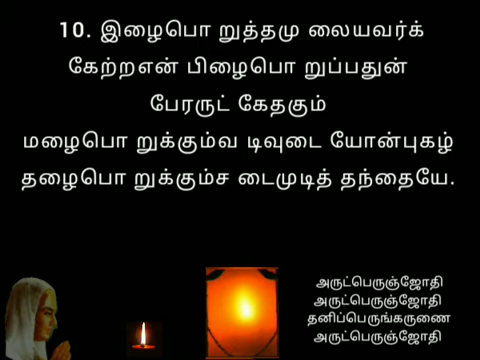 10. இழைபொ றுத்தமு லையவர்க்
கேற்றஎன் பிழைபொ றுப்பதுன்
பேரருட் கேதகும்
மழைபொ றுக்கும்வ டிவுடை யோன்புகழ்
தழைபொ றுக்கும்ச டைமுடித் தந்தையே.
அருட்பெருஞ்ஜோதி
அருட்பெருஞ்ஜோதி
தனிப்பெருங்கருணை
அருட்பெருஞ்ஜோதி